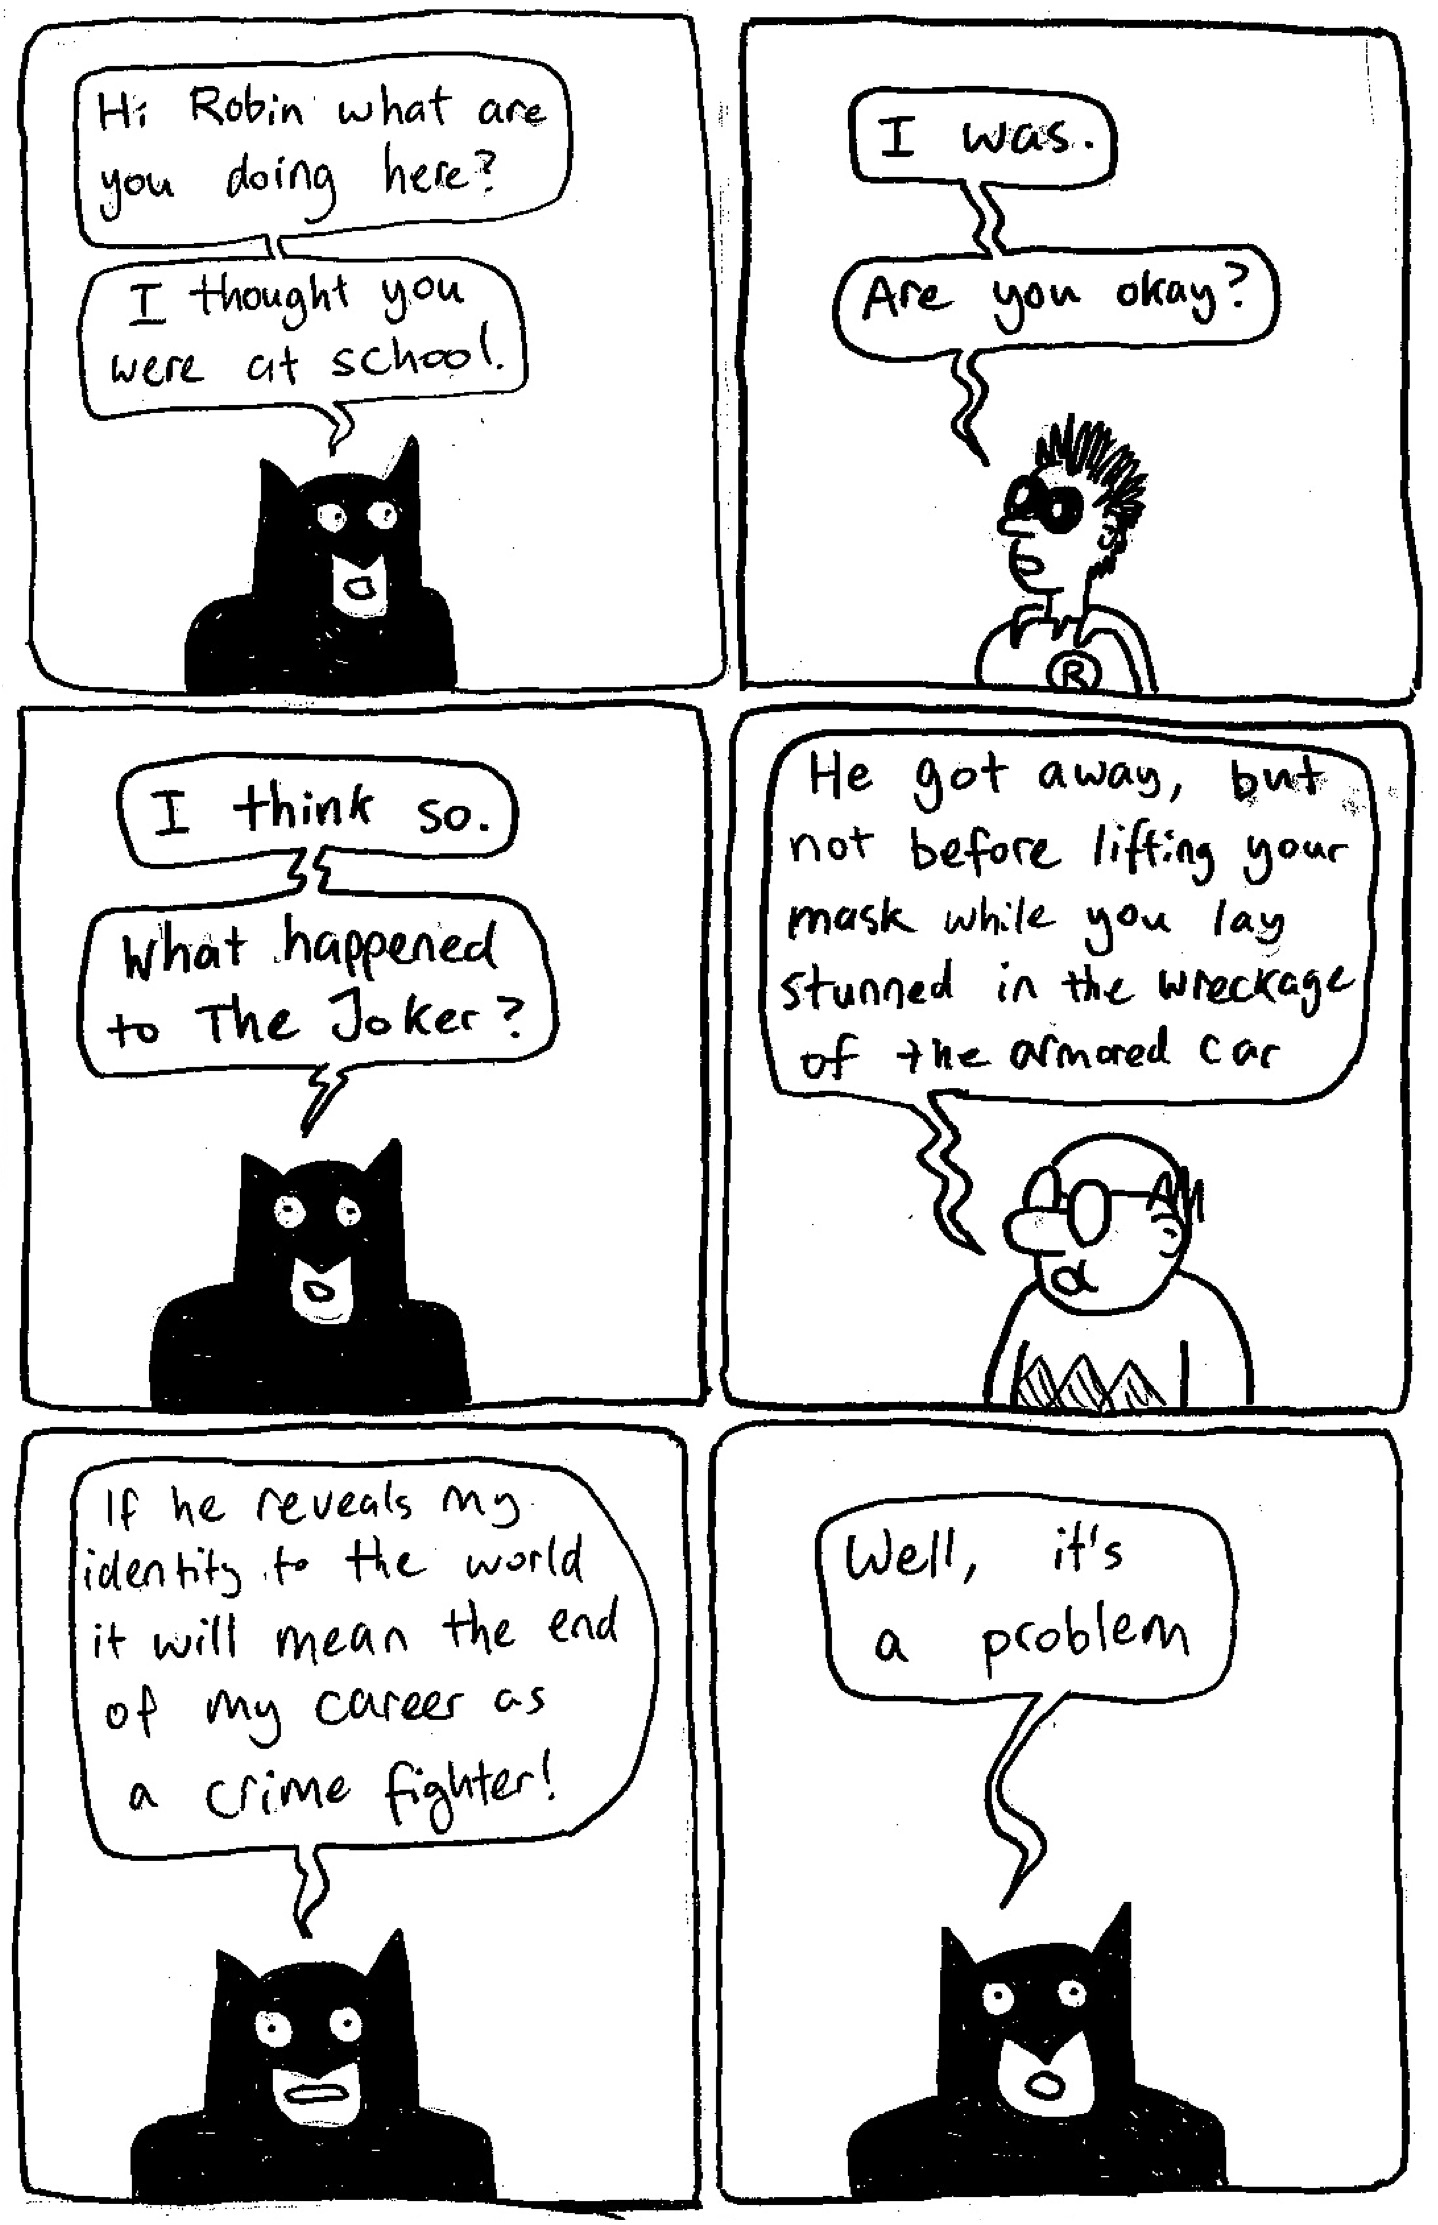 Hi Robin what are
you doing here?
I thought you
were at school.
I was.
Are you okay?
R
I think so.
What happened
to The Joker?
He got away, but
not before lifting your
mask while you lay
stunned in the wreckage
of the armored car
If he reveals my
identity to the world
it will mean the end
of my career as
a crime fighter!
Well, it's
a problem